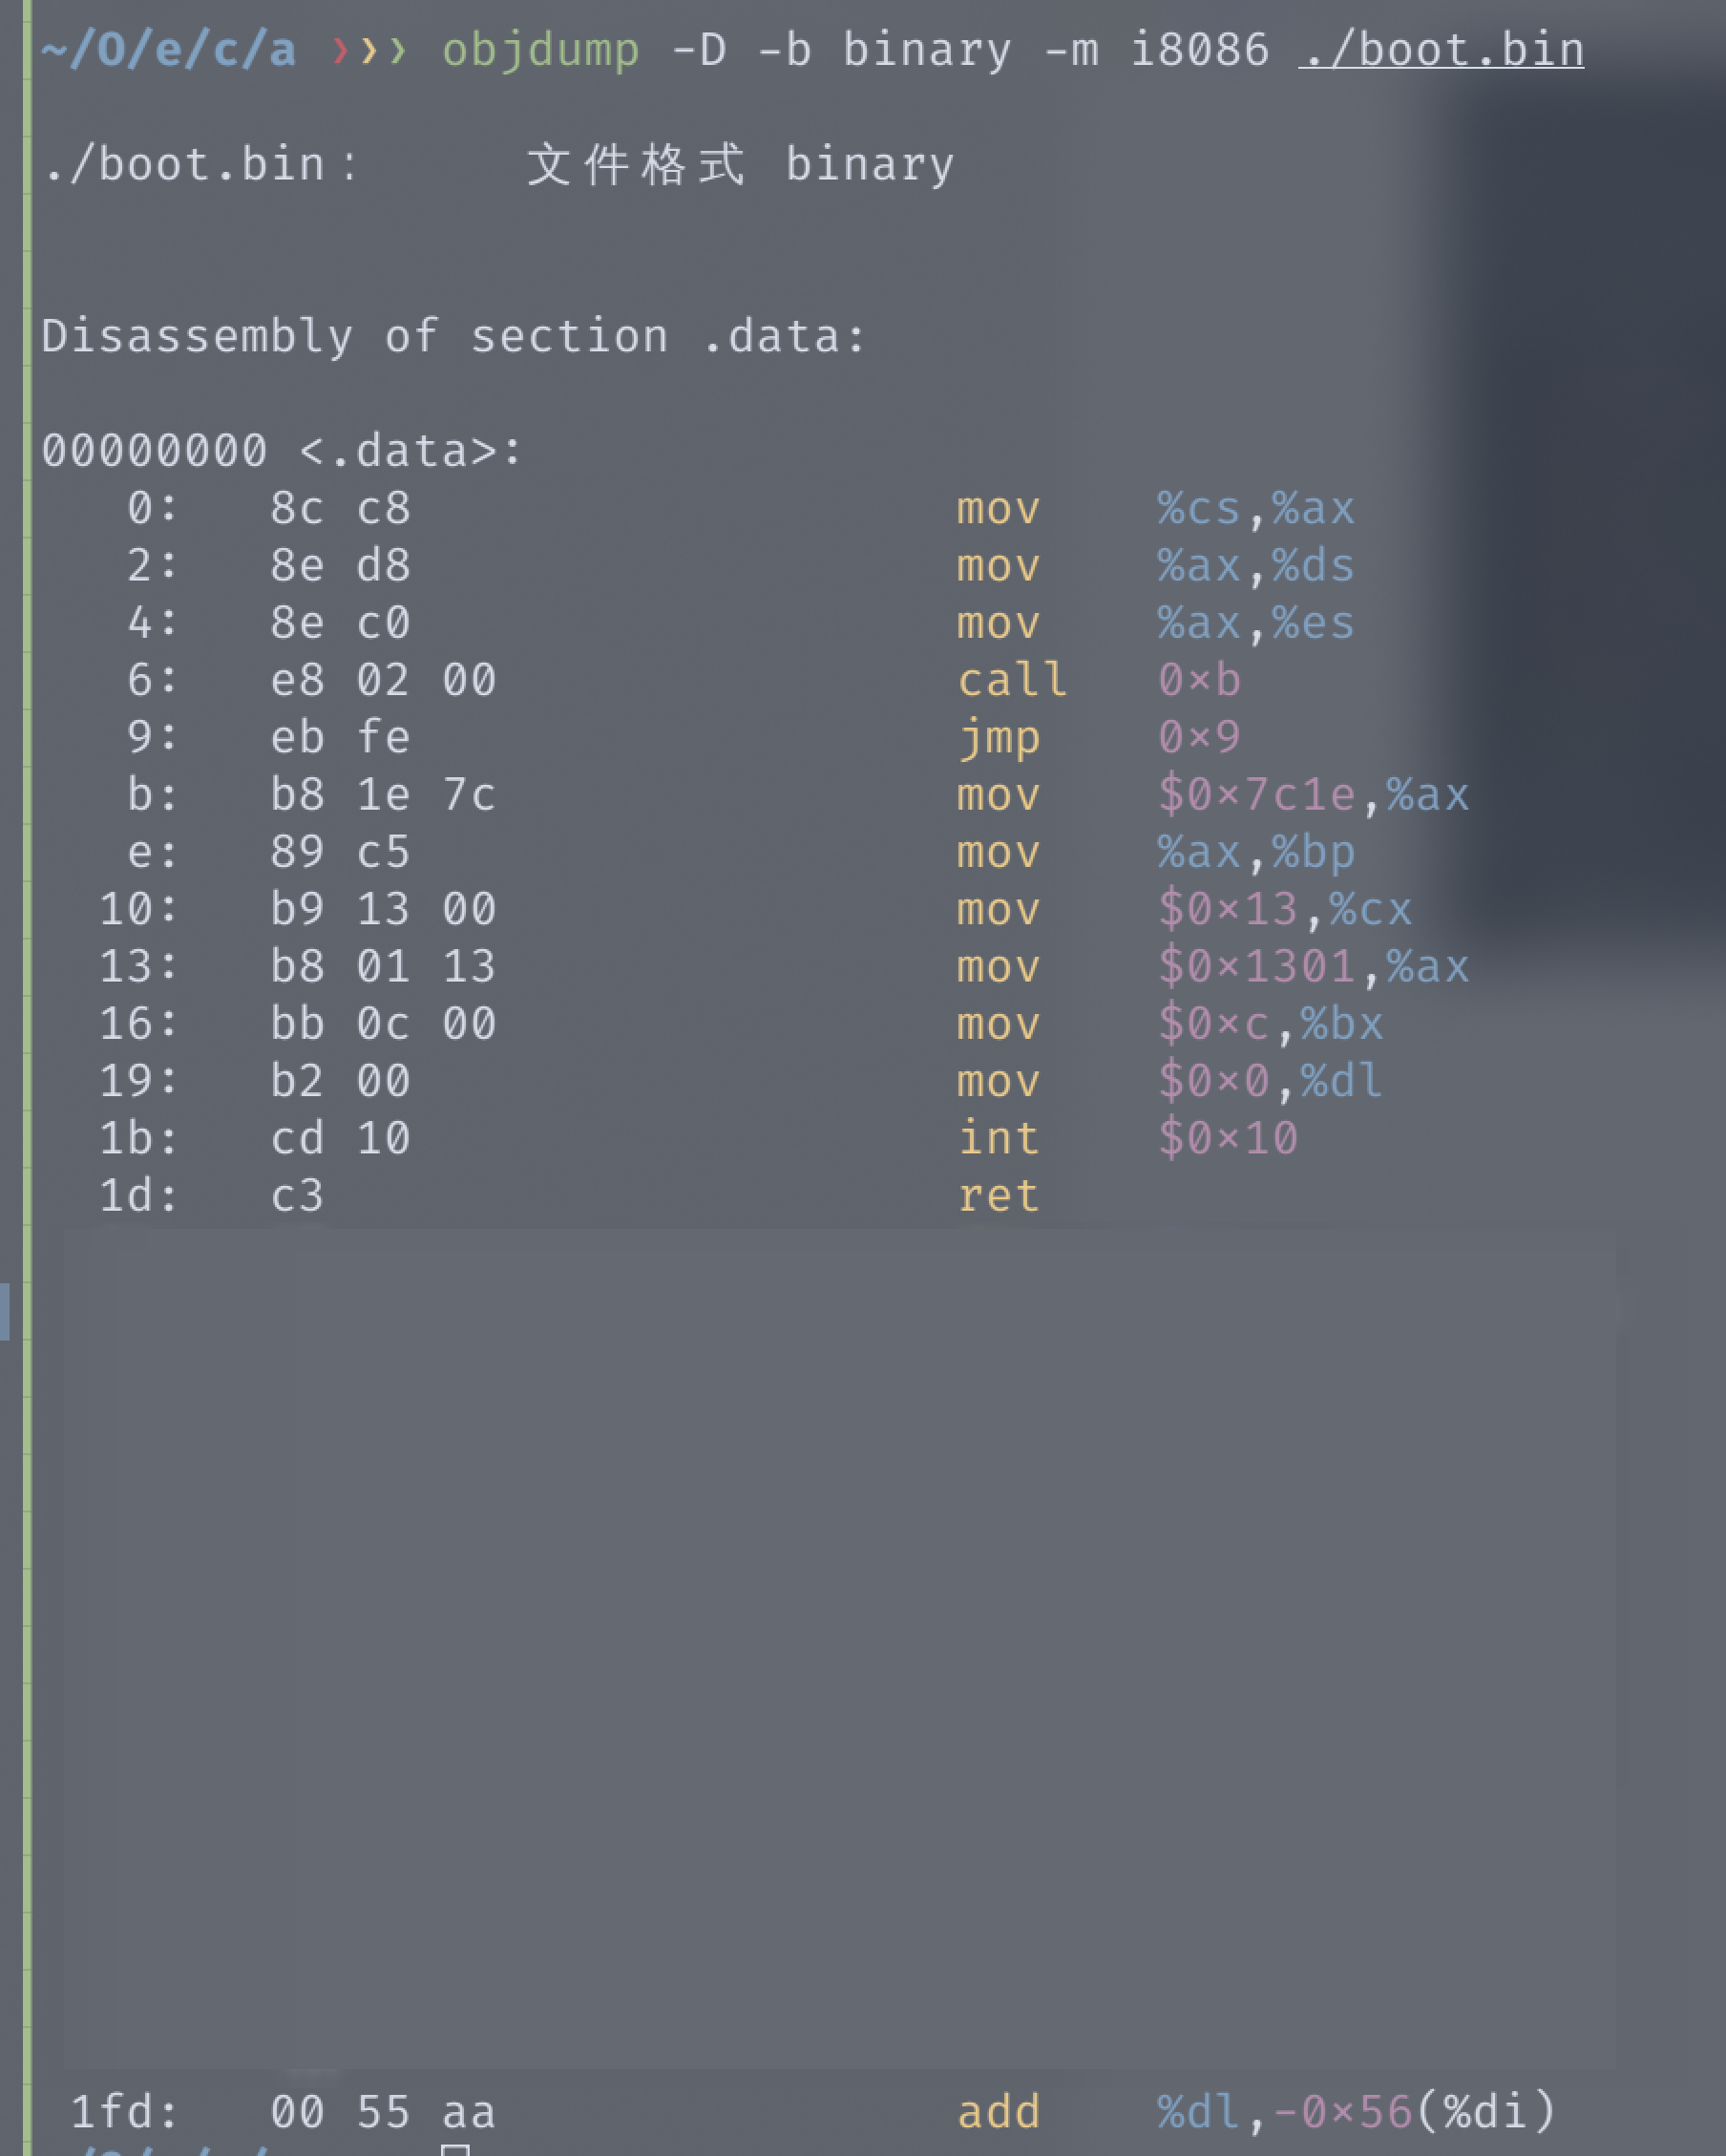 ~/O/e/c/a ❯❯❯ objdump -D -b binary -m i8086 ./boot.bin
./boot.bin：     文件格式 binary
Disassembly of section .data:
00000000 <.data>:
   0:   8c c8                   mov    %cs,%ax
   2:   8e d8                   mov    %ax,%ds
   4:   8e c0                   mov    %ax,%es
   6:   e8 02 00                call   0xb
   9:   eb fe                   jmp    0x9
   b:   b8 1e 7c                mov    $0x7c1e,%ax
   e:   89 c5                   mov    %ax,%bp
  10:   b9 13 00                mov    $0x13,%cx
  13:   b8 01 13                mov    $0x1301,%ax
  16:   bb 0c 00                mov    $0xc,%bx
  19:   b2 00                   mov    $0x0,%dl
  1b:   cd 10                   int    $0x10
  1d:   c3                      ret
 1fd:   00 55 aa                add    %dl,-0x56(%di)